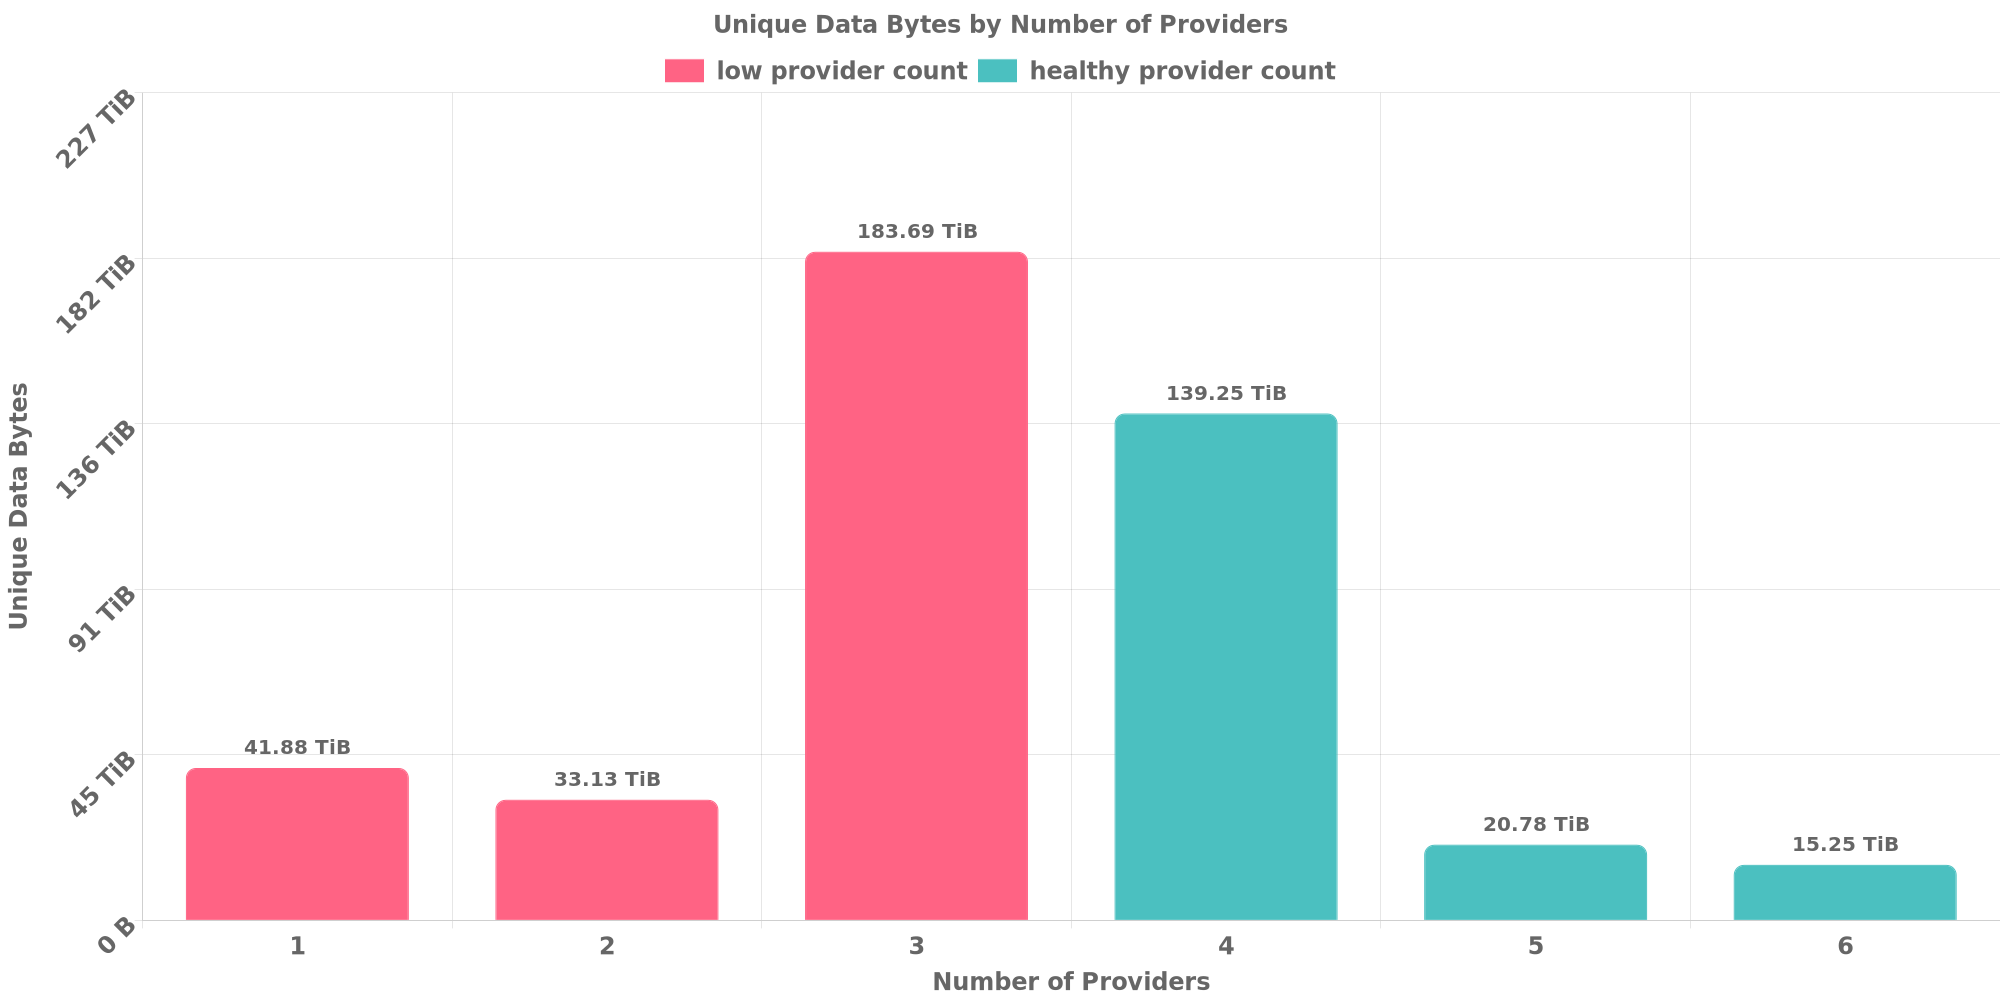 Unique Data Bytes by Number of Providers
low provider count healthy provider count
227 TiB
182 TiB
136 TiB
91 TiB
45 TiB
0 B
Unique Data Bytes
41.88 TiB
33.13 TiB
183.69 TiB
139.25 TiB
20.78 TiB
15.25 TiB
1 2 3 4 5 6
Number of Providers